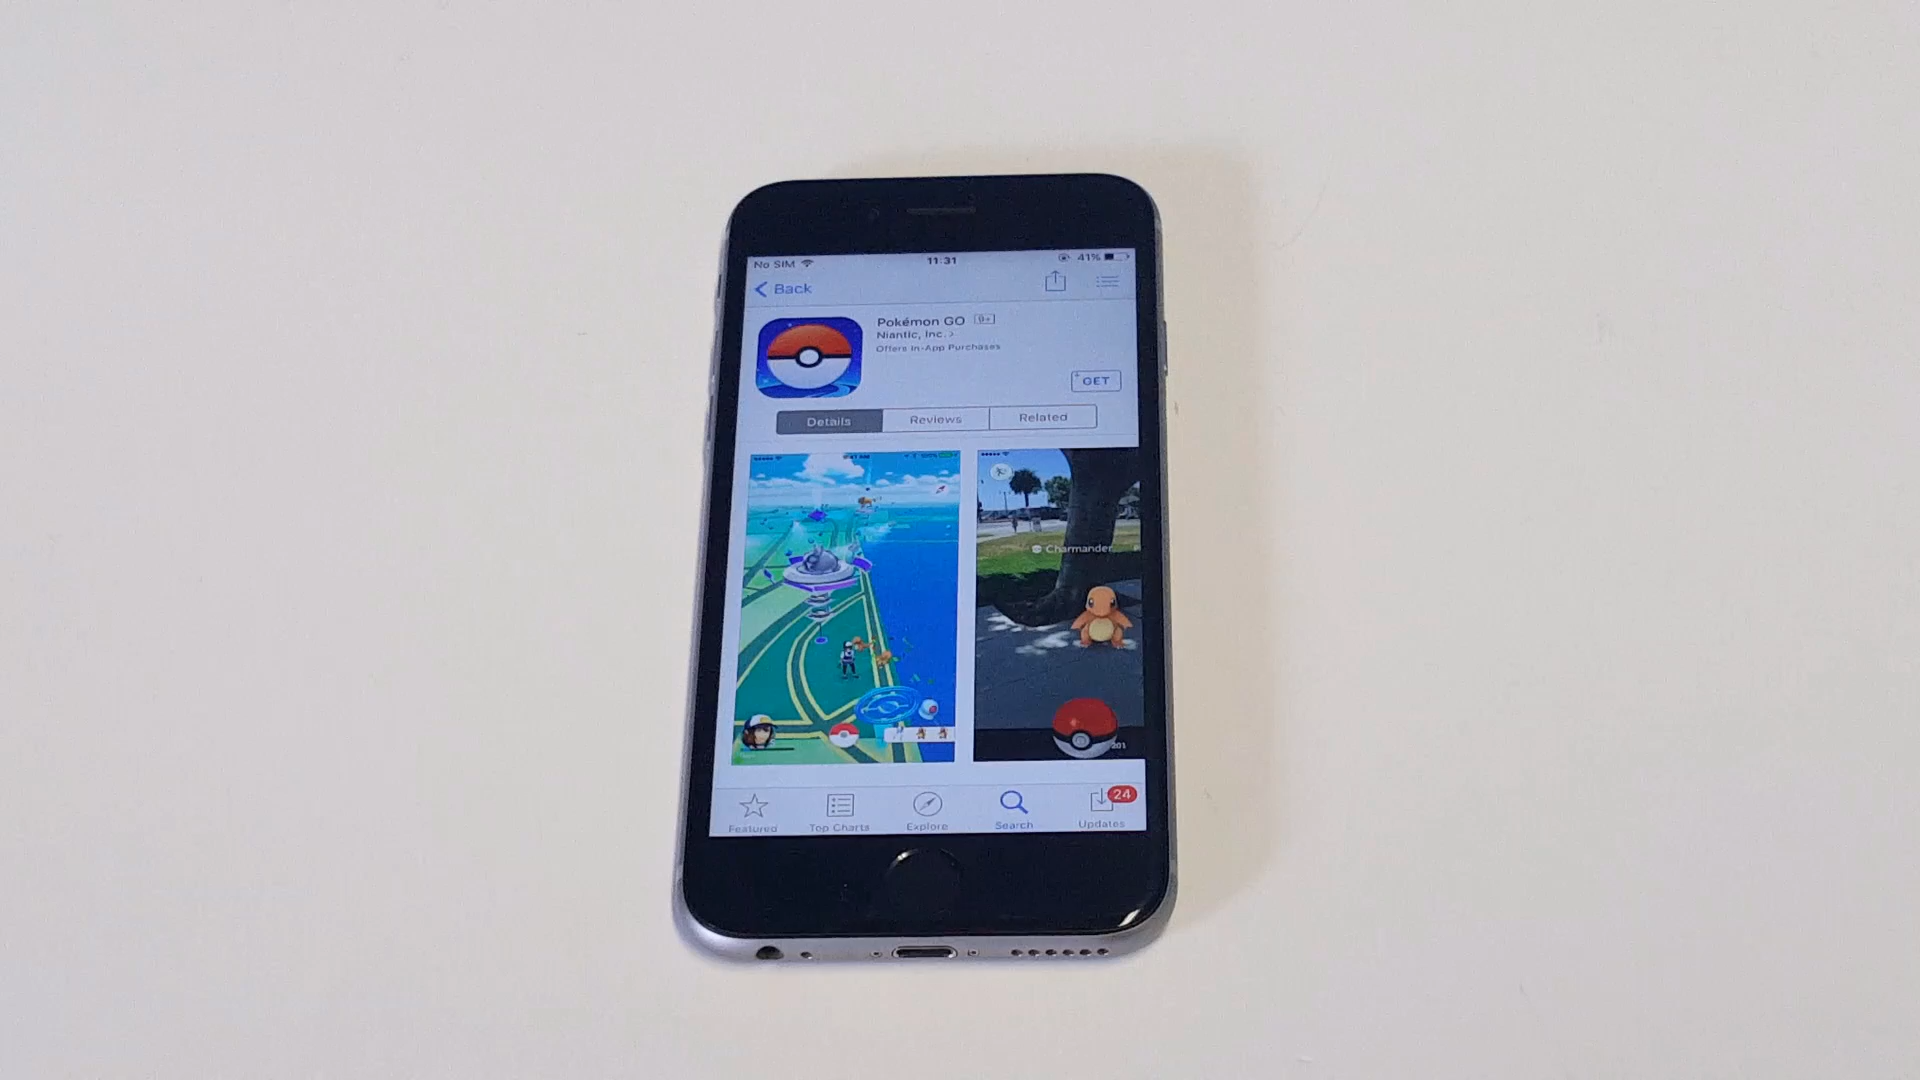 No SIM 11:31 41%
Back
Pokémon GO 9+
Niantic, Inc.
Offers In-App Purchases
+ GET
Details Reviews Related
Charmander
201
Featured Top Charts Explore Search Updates
24